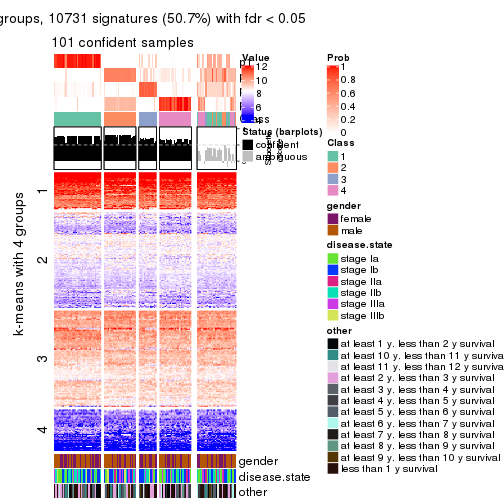 groups, 10731 signatures (50.7%) with fdr < 0.05
101 confident samples
k-means with 4 groups
1
2
3
4
Class
Value
12
10
8
6
Status (barplots)
confident
ambiguous
gender
disease.state
other
Prob
1
0.8
0.6
0.4
0.2
0
Class
1
2
3
4
gender
female
male
disease.state
stage Ia
stage Ib
stage IIa
stage IIb
stage IIIa
stage IIIb
other
at least 1 y. less than 2 y survival
at least 10 y. less than 11 y survival
at least 11 y. less than 12 y survival
at least 2 y. less than 3 y survival
at least 3 y. less than 4 y survival
at least 4 y. less than 5 y survival
at least 5 y. less than 6 y survival
at least 6 y. less than 7 y survival
at least 7 y. less than 8 y survival
at least 8 y. less than 9 y survival
at least 9 y. less than 10 y survival
less than 1 y survival